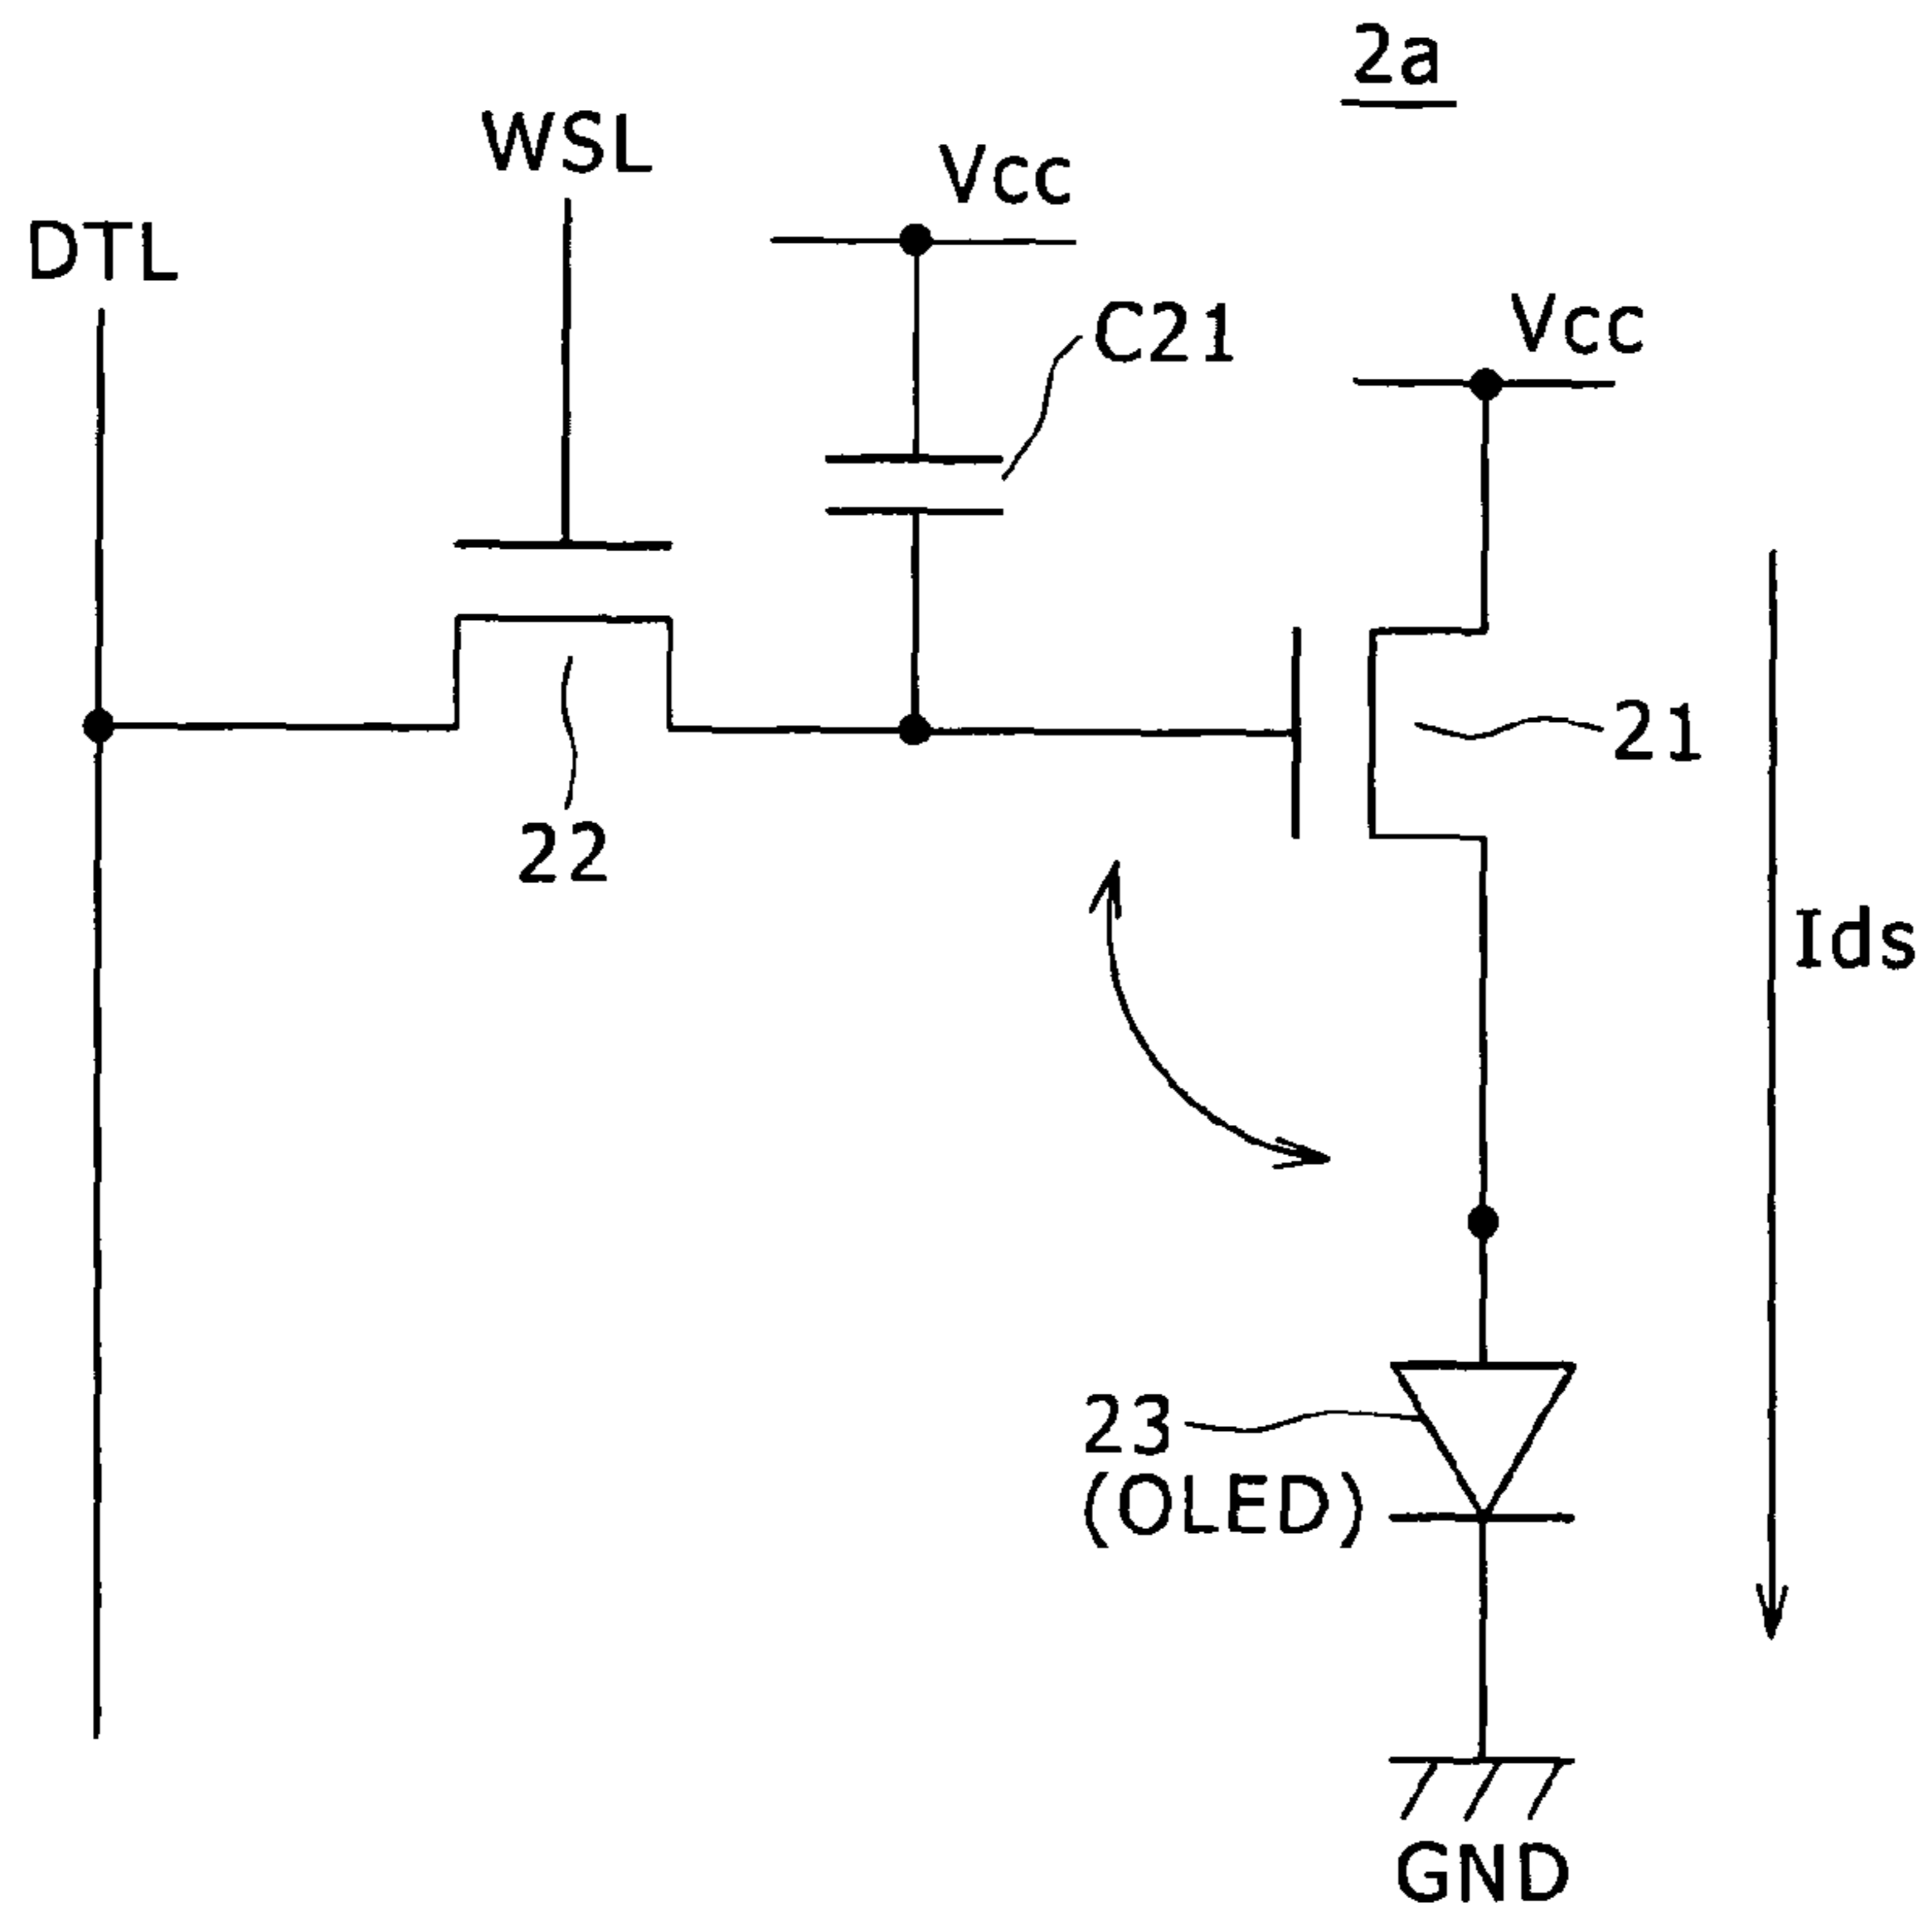 2a
WSL
Vcc
DTL
C21
Vcc
21
22
Ids
23
(OLED)
GND